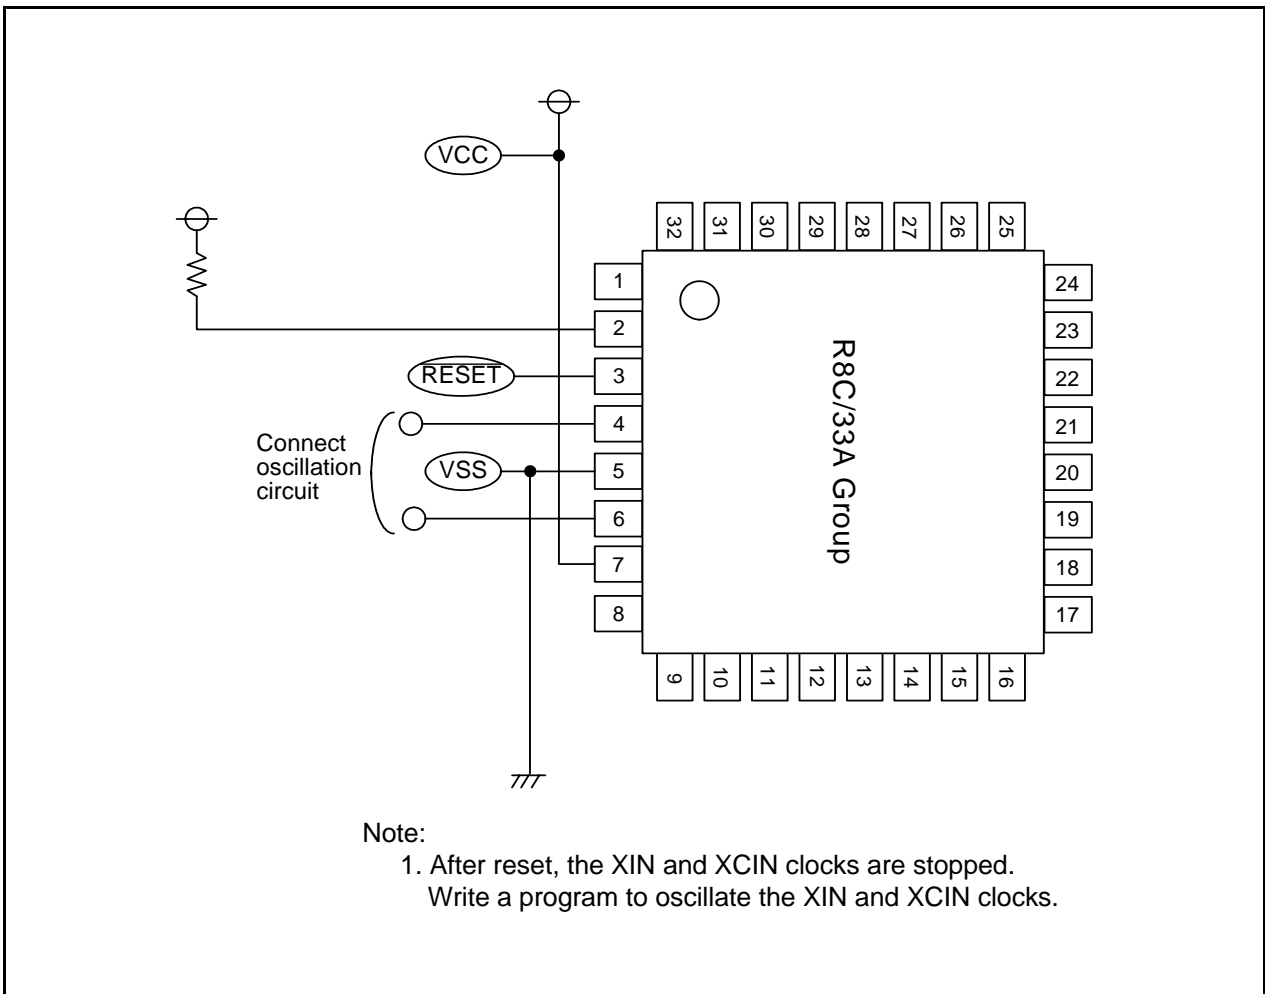 VCC
32 31 30 29 28 27 26 25
1
2
RESET
3
4
Connect
oscillation
circuit
VSS
5
6
7
8
R8C/33A Group
24
23
22
21
20
19
18
17
9 10 11 12 13 14 15 16
Note:
1. After reset, the XIN and XCIN clocks are stopped.
Write a program to oscillate the XIN and XCIN clocks.